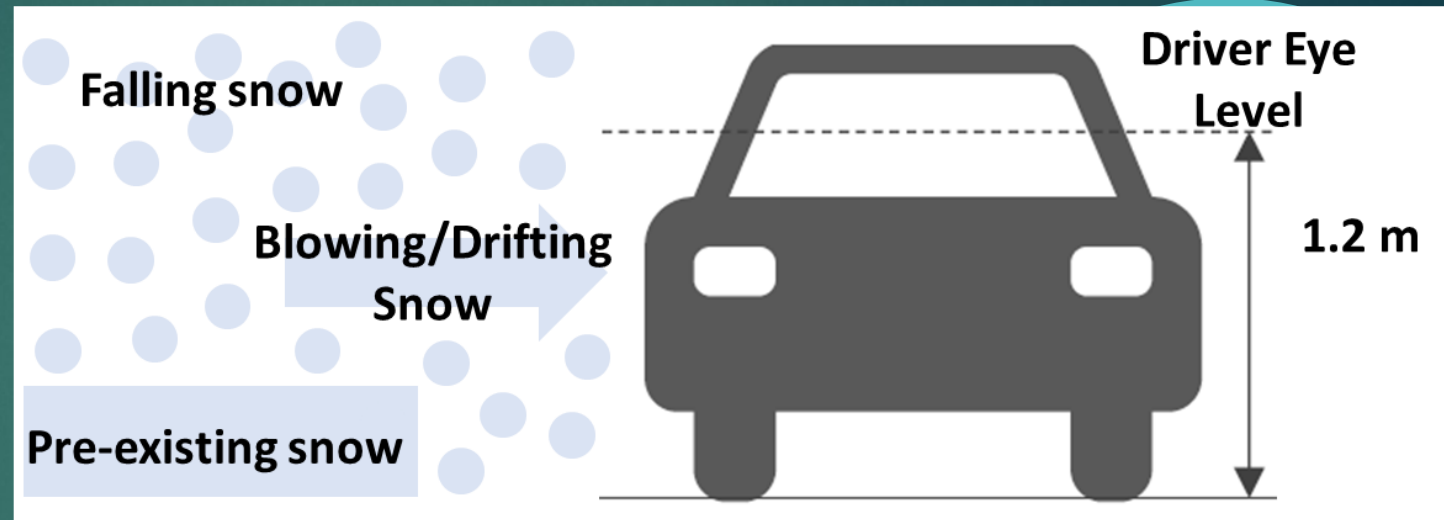 Falling snow
Driver Eye
Level
Blowing/Drifting
Snow
1.2 m
Pre-existing snow